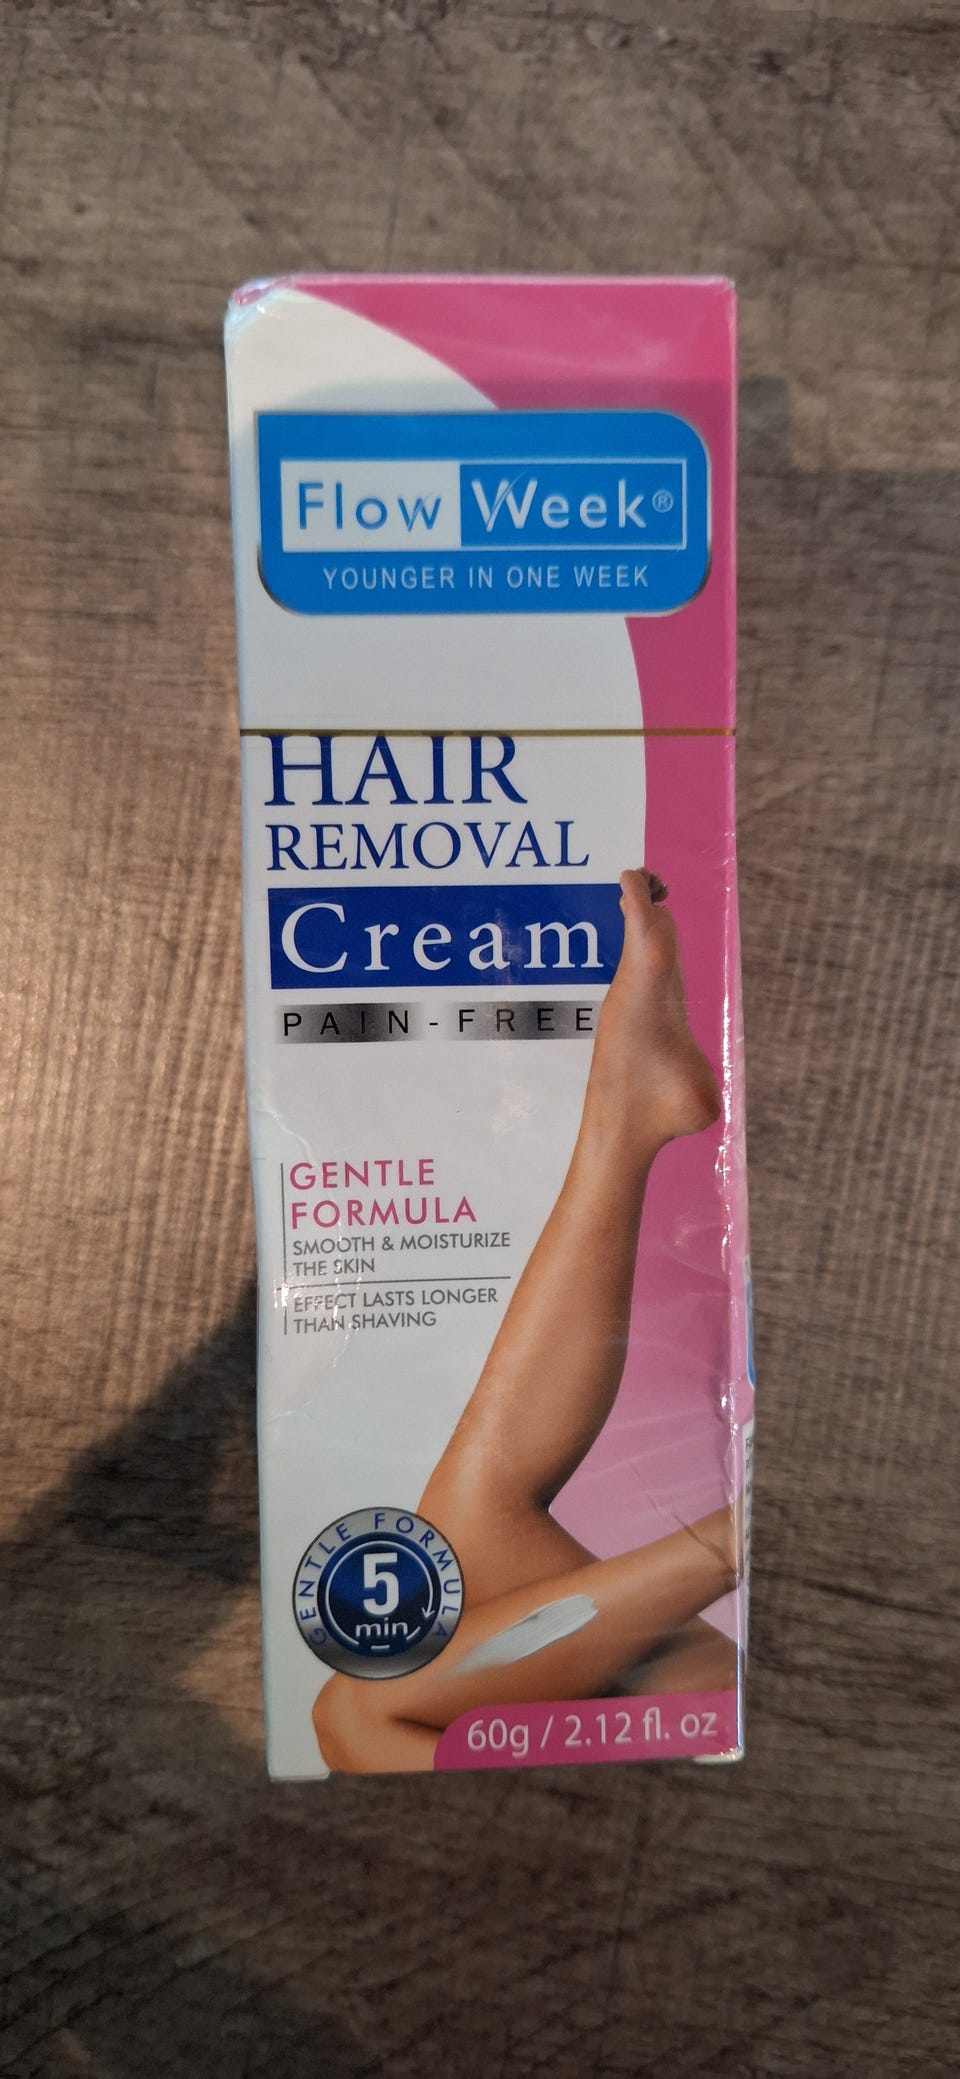 Flow Week®
YOUNGER IN ONE WEEK
HAIR
REMOVAL
Cream
PAIN-FREE
GENTLE
FORMULA
SMOOTH & MOISTURIZE
THE SKIN
EFFECT LASTS LONGER
THAN SHAVING
GENTLE FORMULA
5
min
60g / 2.12 fl. oz